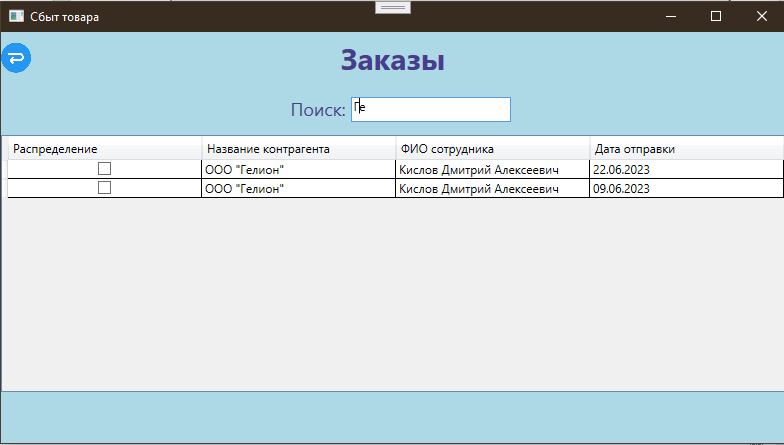 Сбыт товара
Заказы
Поиск: Ге
Распределение Название контрагента ФИО сотрудника Дата отправки
ООО "Гелион" Кислов Дмитрий Алексеевич 22.06.2023
ООО "Гелион" Кислов Дмитрий Алексеевич 09.06.2023